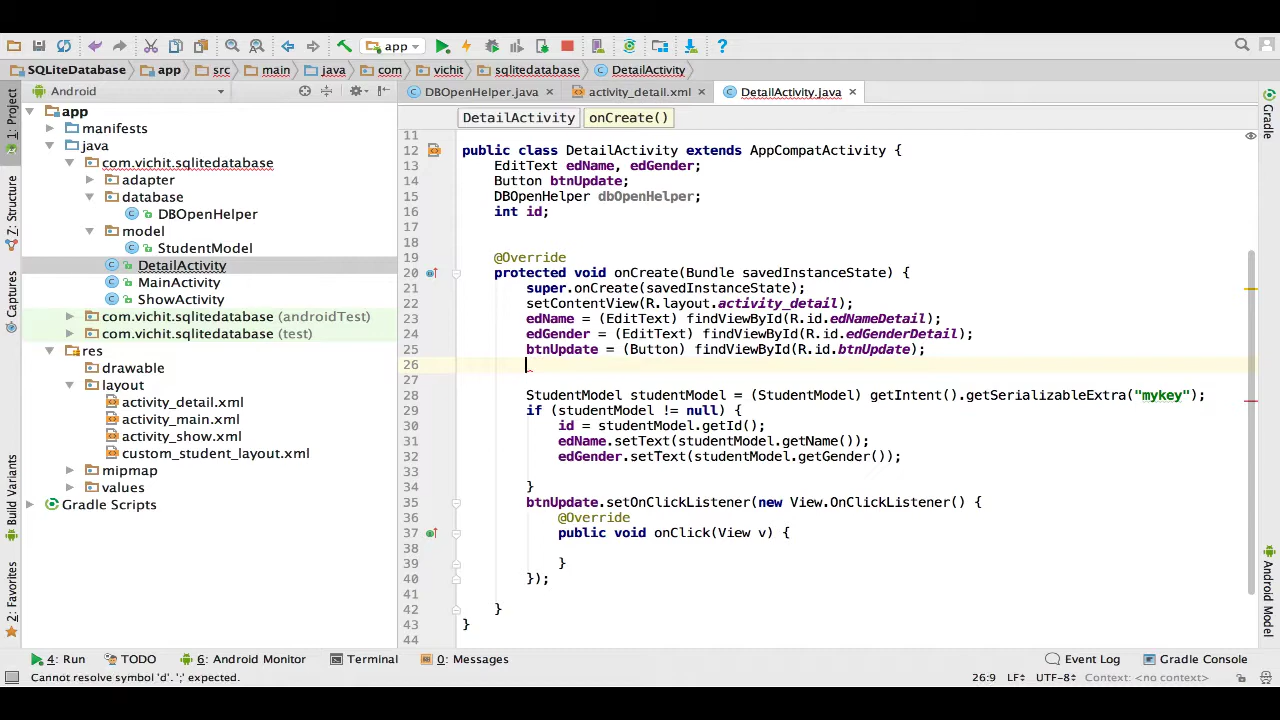 app
SQLiteDatabase app src main java com vichit sqlitedatabase DetailActivity
Android
DBOpenHelper.java activity_detail.xml DetailActivity.java
DetailActivity onCreate()
1: Project
Z: Structure
Captures
Build Variants
2: Favorites
app
manifests
java
com.vichit.sqlitedatabase
adapter
database
DBOpenHelper
model
StudentModel
DetailActivity
MainActivity
ShowActivity
com.vichit.sqlitedatabase (androidTest)
com.vichit.sqlitedatabase (test)
res
drawable
layout
activity_detail.xml
activity_main.xml
activity_show.xml
custom_student_layout.xml
mipmap
values
Gradle Scripts
11
12 public class DetailActivity extends AppCompatActivity {
13 EditText edName, edGender;
14 Button btnUpdate;
15 DBOpenHelper dbOpenHelper;
16 int id;
17
18
19 @Override
20 protected void onCreate(Bundle savedInstanceState) {
21 super.onCreate(savedInstanceState);
22 setContentView(R.layout.activity_detail);
23 edName = (EditText) findViewById(R.id.edNameDetail);
24 edGender = (EditText) findViewById(R.id.edGenderDetail);
25 btnUpdate = (Button) findViewById(R.id.btnUpdate);
26
27
28 StudentModel studentModel = (StudentModel) getIntent().getSerializableExtra("mykey");
29 if (studentModel != null) {
30 id = studentModel.getId();
31 edName.setText(studentModel.getName());
32 edGender.setText(studentModel.getGender());
33
34 }
35 btnUpdate.setOnClickListener(new View.OnClickListener() {
36 @Override
37 public void onClick(View v) {
38
39 }
40 });
41
42 }
43 }
44
Gradle
Android Model
4: Run TODO 6: Android Monitor Terminal 0: Messages Event Log Gradle Console
Cannot resolve symbol 'd'. ';' expected. 26:9 LF UTF-8 Context: <no context>